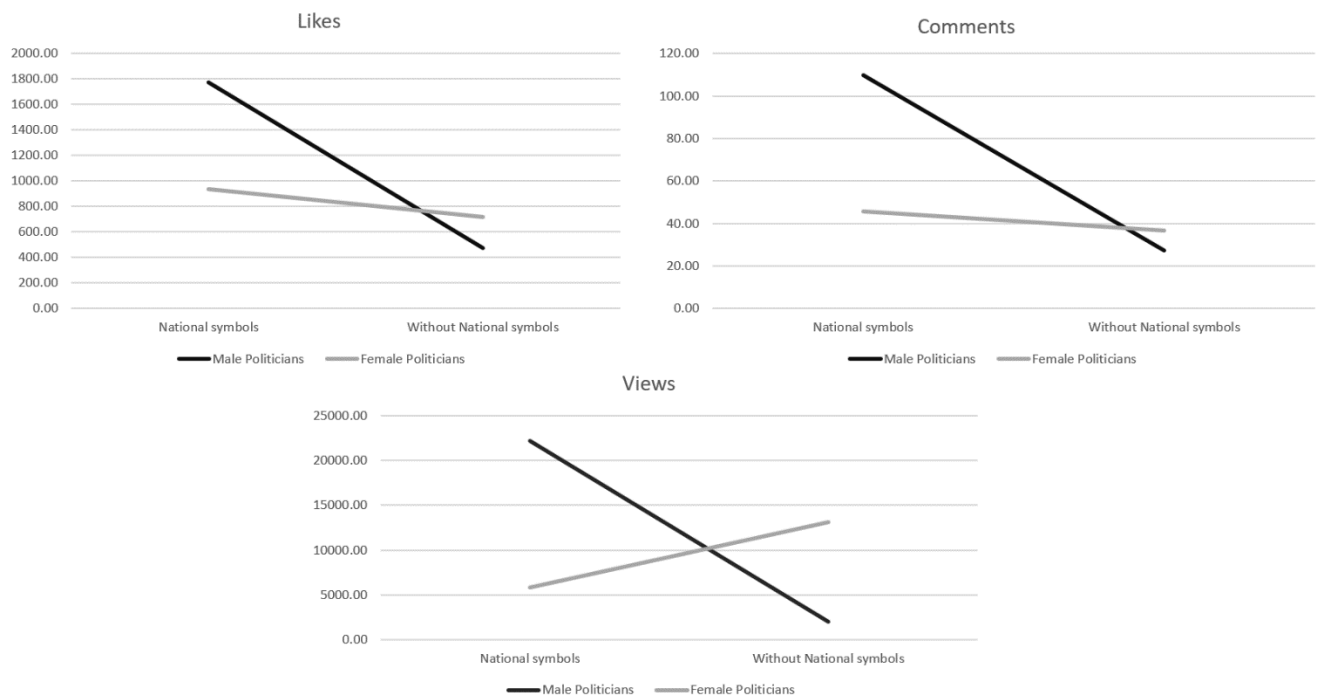 Likes
2000.00
1800.00
1600.00
1400.00
1200.00
1000.00
800.00
600.00
400.00
200.00
0.00
National symbols Without National symbols
Male Politicians Female Politicians
Comments
120.00
100.00
80.00
60.00
40.00
20.00
0.00
National symbols Without National symbols
Male Politicians Female Politicians
Views
25000.00
20000.00
15000.00
10000.00
5000.00
0.00
National symbols Without National symbols
Male Politicians Female Politicians